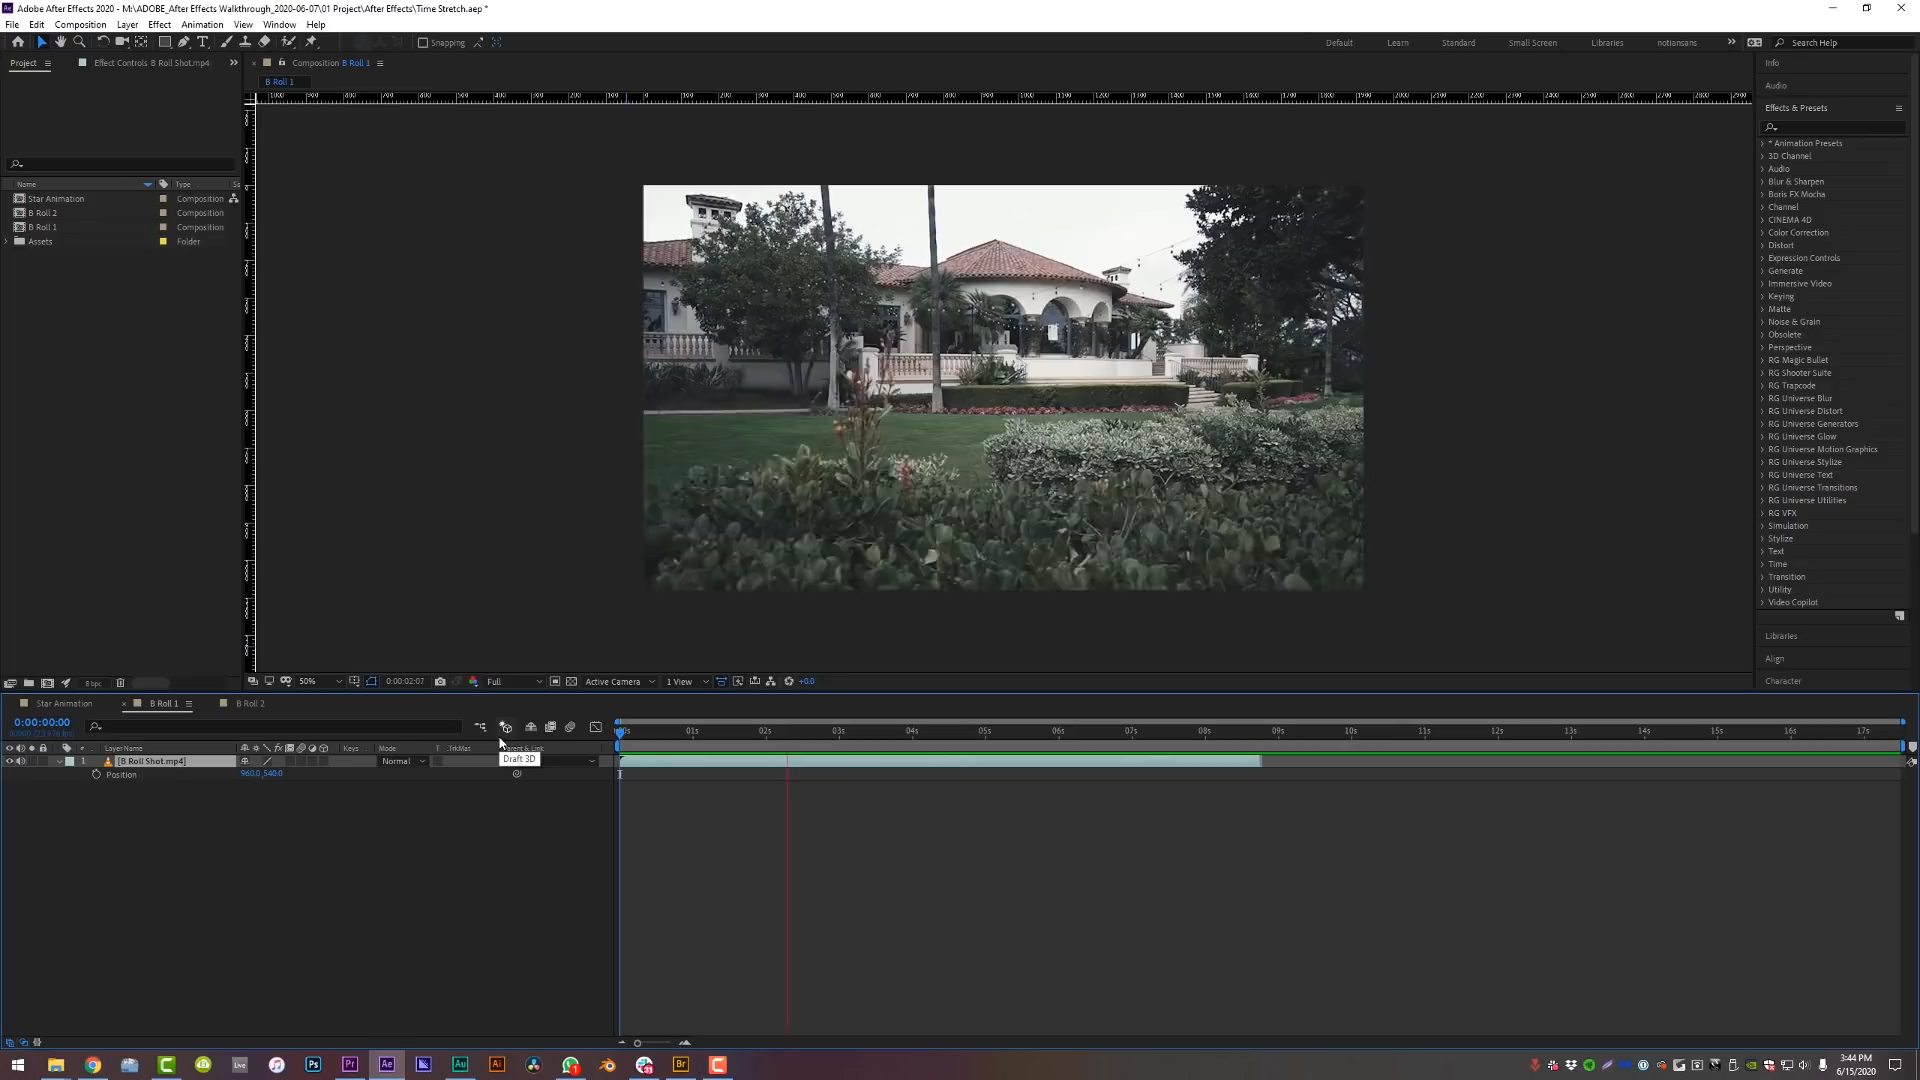 Adobe After Effects 2020 - M:\ADOBE_After Effects Walkthrough_2020-06-07\01 Project\After Effects\Time Stretch.aep *
File Edit Composition Layer Effect Animation View Window Help
Snapping
Default Learn Standard Small Screen Libraries notiansans Search Help
Project Effect Controls B Roll Shot.mp4
Composition B Roll 1
B Roll 1
Name Type
Star Animation Composition
B Roll 2 Composition
B Roll 1 Composition
Assets Folder
Info
Audio
Effects & Presets
* Animation Presets
3D Channel
Audio
Blur & Sharpen
Boris FX Mocha
Channel
CINEMA 4D
Color Correction
Distort
Expression Controls
Generate
Immersive Video
Keying
Matte
Noise & Grain
Obsolete
Perspective
RG Magic Bullet
RG Shooter Suite
RG Trapcode
RG Universe Blur
RG Universe Distort
RG Universe Generators
RG Universe Glow
RG Universe Motion Graphics
RG Universe Stylize
RG Universe Text
RG Universe Transitions
RG Universe Utilities
RG VFX
Simulation
Stylize
Text
Time
Transition
Utility
Video Copilot
Libraries
Align
Character
8 bpc
50% 0:00:02:07 Full Active Camera 1 View +0.0
Star Animation B Roll 1 B Roll 2
0:00:00:00
01s 02s 03s 04s 05s 06s 07s 08s 09s 10s 11s 12s 13s 14s 15s 16s 17s
# Layer Name Keys Mode T .TrkMat Parent & Link
1 [B Roll Shot.mp4] Normal
Draft 3D
Position 960.0,540.0
Live Ps Pr Ae Au Ai Br
3:44 PM
6/15/2020